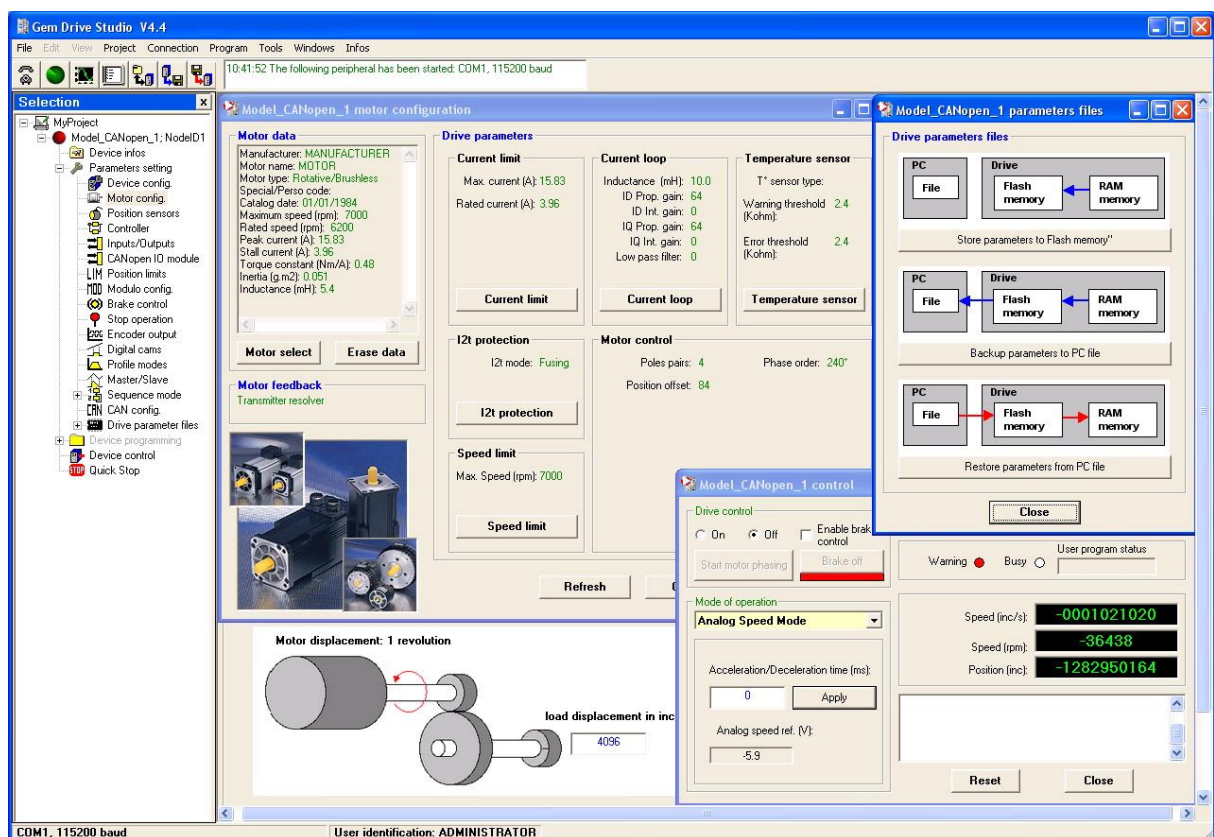 Gem Drive Studio V4.4
File Edit View Project Connection Program Tools Windows Infos
10:41:52 The following peripheral has been started: COM1, 115200 baud
Selection
MyProject
Model_CANopen_1; NodeID1
Device infos
Parameters setting
Device config.
Motor config.
Position sensors
Controller
Inputs/Outputs
CANopen IO module
LIM Position limits
MOD Modulo config.
Brake control
Stop operation
Encoder output
Digital cams
Profile modes
Master/Slave
Sequence mode
CAN CAN config.
Drive parameter files
Device programming
Device control
STOP Quick Stop
Model_CANopen_1 motor configuration
Motor data
Manufacturer: MANUFACTURER
Motor name: MOTOR
Motor type: Rotative/Brushless
Special/Perso code:
Catalog date: 01/01/1984
Maximum speed (rpm): 7000
Rated speed (rpm): 6200
Peak current (A): 15.83
Stall current (A): 3.96
Torque constant (Nm/A): 0.48
Inertia (g.m2): 0.051
Inductance (mH): 5.4
Motor select Erase data
Motor feedback
Transmitter resolver
Drive parameters
Current limit
Max. current (A): 15.83
Rated current (A): 3.96
Current limit
Current loop
Inductance (mH): 10.0
ID Prop. gain: 64
ID Int. gain: 0
IQ Prop. gain: 64
IQ Int. gain: 0
Low pass filter: 0
Current loop
Temperature sensor
T° sensor type:
Warning threshold 2.4
(Kohm):
Error threshold 2.4
(Kohm):
Temperature sensor
I2t protection
I2t mode: Fusing
I2t protection
Motor control
Poles pairs: 4 Phase order: 240°
Position offset: 84
Speed limit
Max. Speed (rpm): 7000
Speed limit
Refresh
Motor displacement: 1 revolution
load displacement in inc
4096
Model_CANopen_1 parameters files
Drive parameters files
PC Drive
File Flash memory RAM memory
Store parameters to Flash memory"
PC Drive
File Flash memory RAM memory
Backup parameters to PC file
PC Drive
File Flash memory RAM memory
Restore parameters from PC file
Close
Model_CANopen_1 control
Drive control
On Off Enable brak
control
Start motor phasing Brake off
Warning Busy User program status
Mode of operation
Analog Speed Mode
Acceleration/Deceleration time (ms):
0 Apply
Analog speed ref. (V):
-5.9
Speed (inc/s): -0001021020
Speed (rpm): -36438
Position (inc): -1282950164
Reset Close
COM1, 115200 baud User identification: ADMINISTRATOR